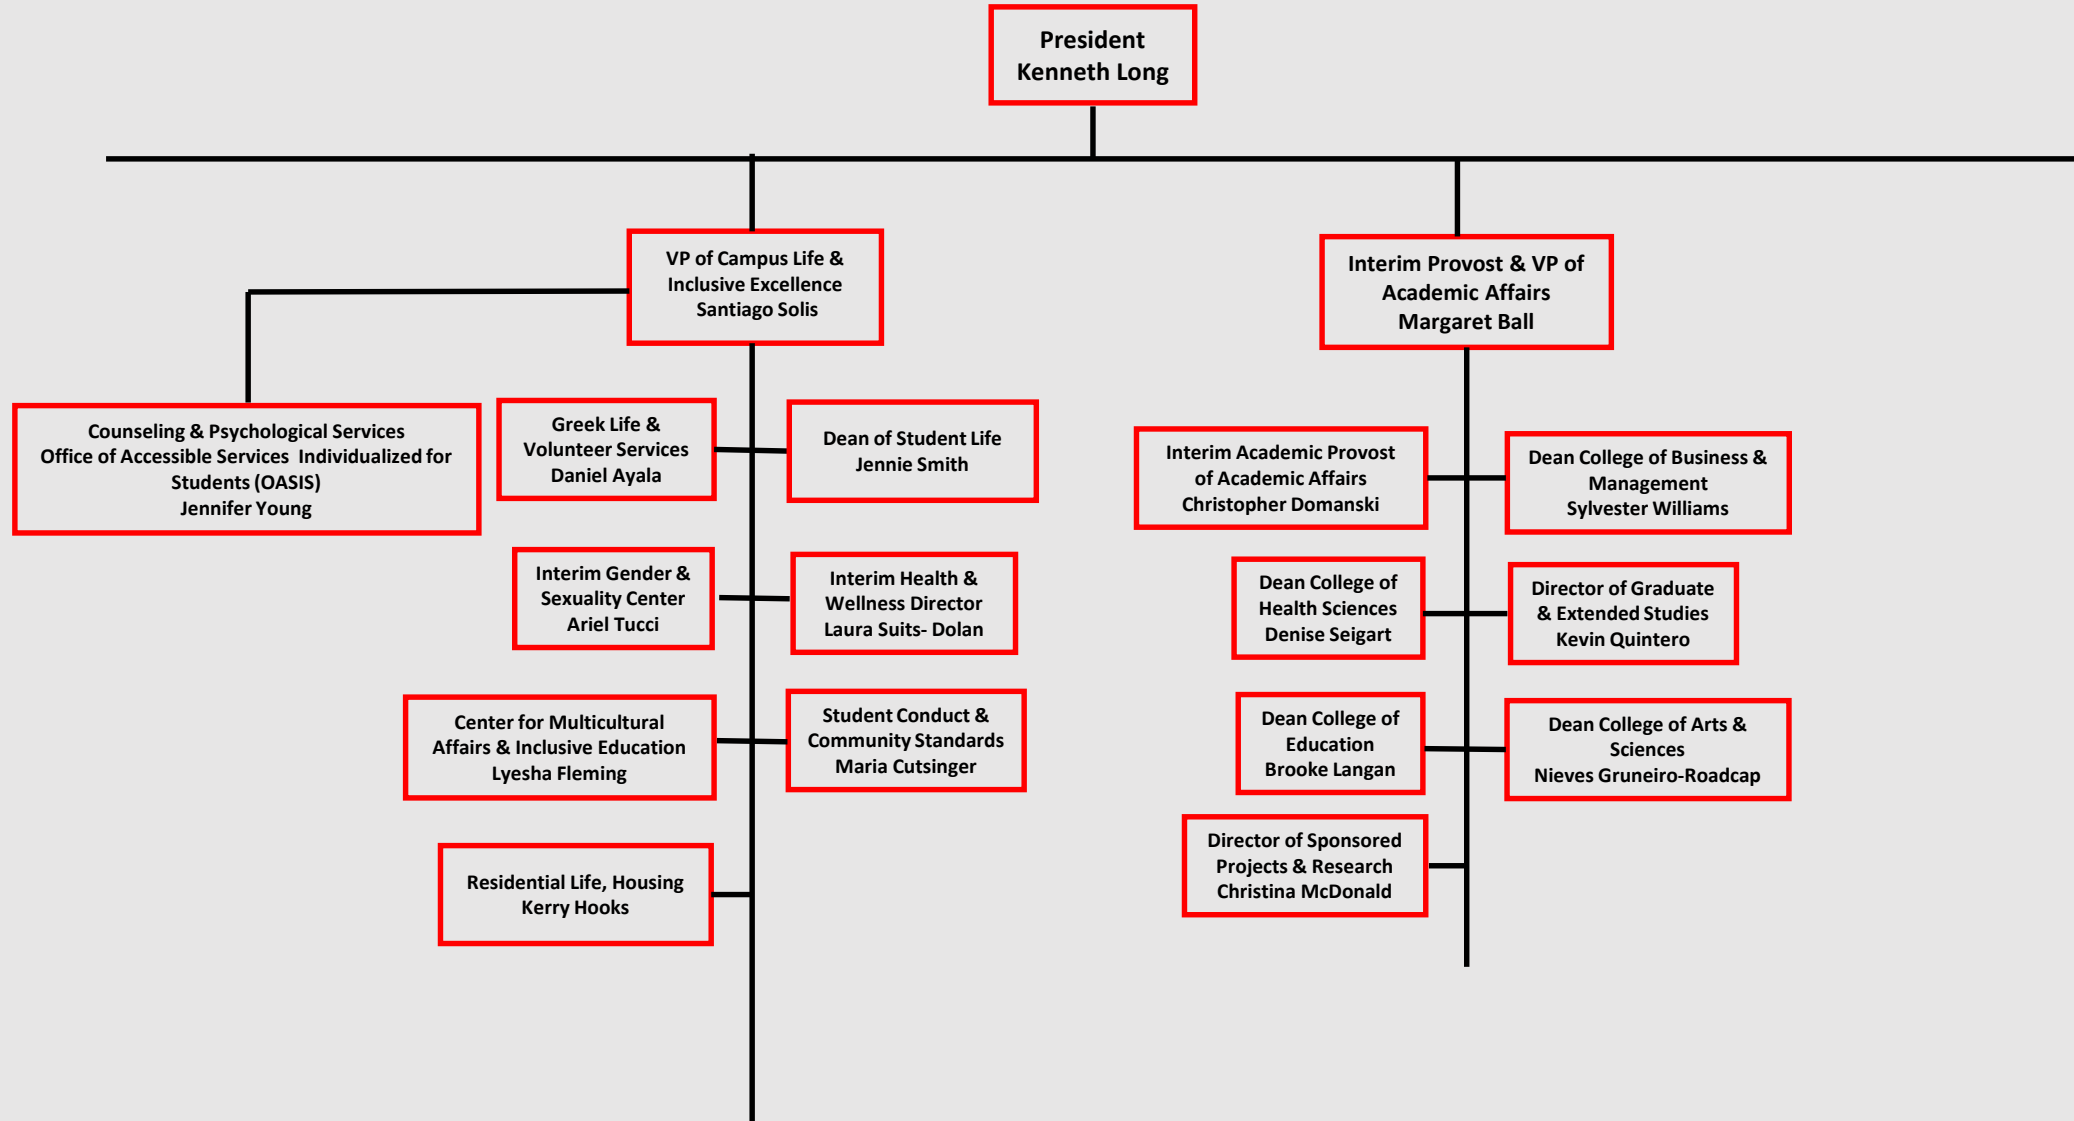 President
Kenneth Long
VP of Campus Life &
Inclusive Excellence
Santiago Solis
Interim Provost & VP of
Academic Affairs
Margaret Ball
Counseling & Psychological Services
Office of Accessible Services  Individualized for
Students (OASIS)
Jennifer Young
Greek Life &
Volunteer Services
Daniel Ayala
Dean of Student Life
Jennie Smith
Interim Gender &
Sexuality Center
Ariel Tucci
Interim Health &
Wellness Director
Laura Suits- Dolan
Center for Multicultural
Affairs & Inclusive Education
Lyesha Fleming
Student Conduct &
Community Standards
Maria Cutsinger
Residential Life, Housing
Kerry Hooks
Interim Academic Provost
of Academic Affairs
Christopher Domanski
Dean College of Business &
Management
Sylvester Williams
Dean College of
Health Sciences
Denise Seigart
Director of Graduate
& Extended Studies
Kevin Quintero
Dean College of
Education
Brooke Langan
Dean College of Arts &
Sciences
Nieves Gruneiro-Roadcap
Director of Sponsored
Projects & Research
Christina McDonald